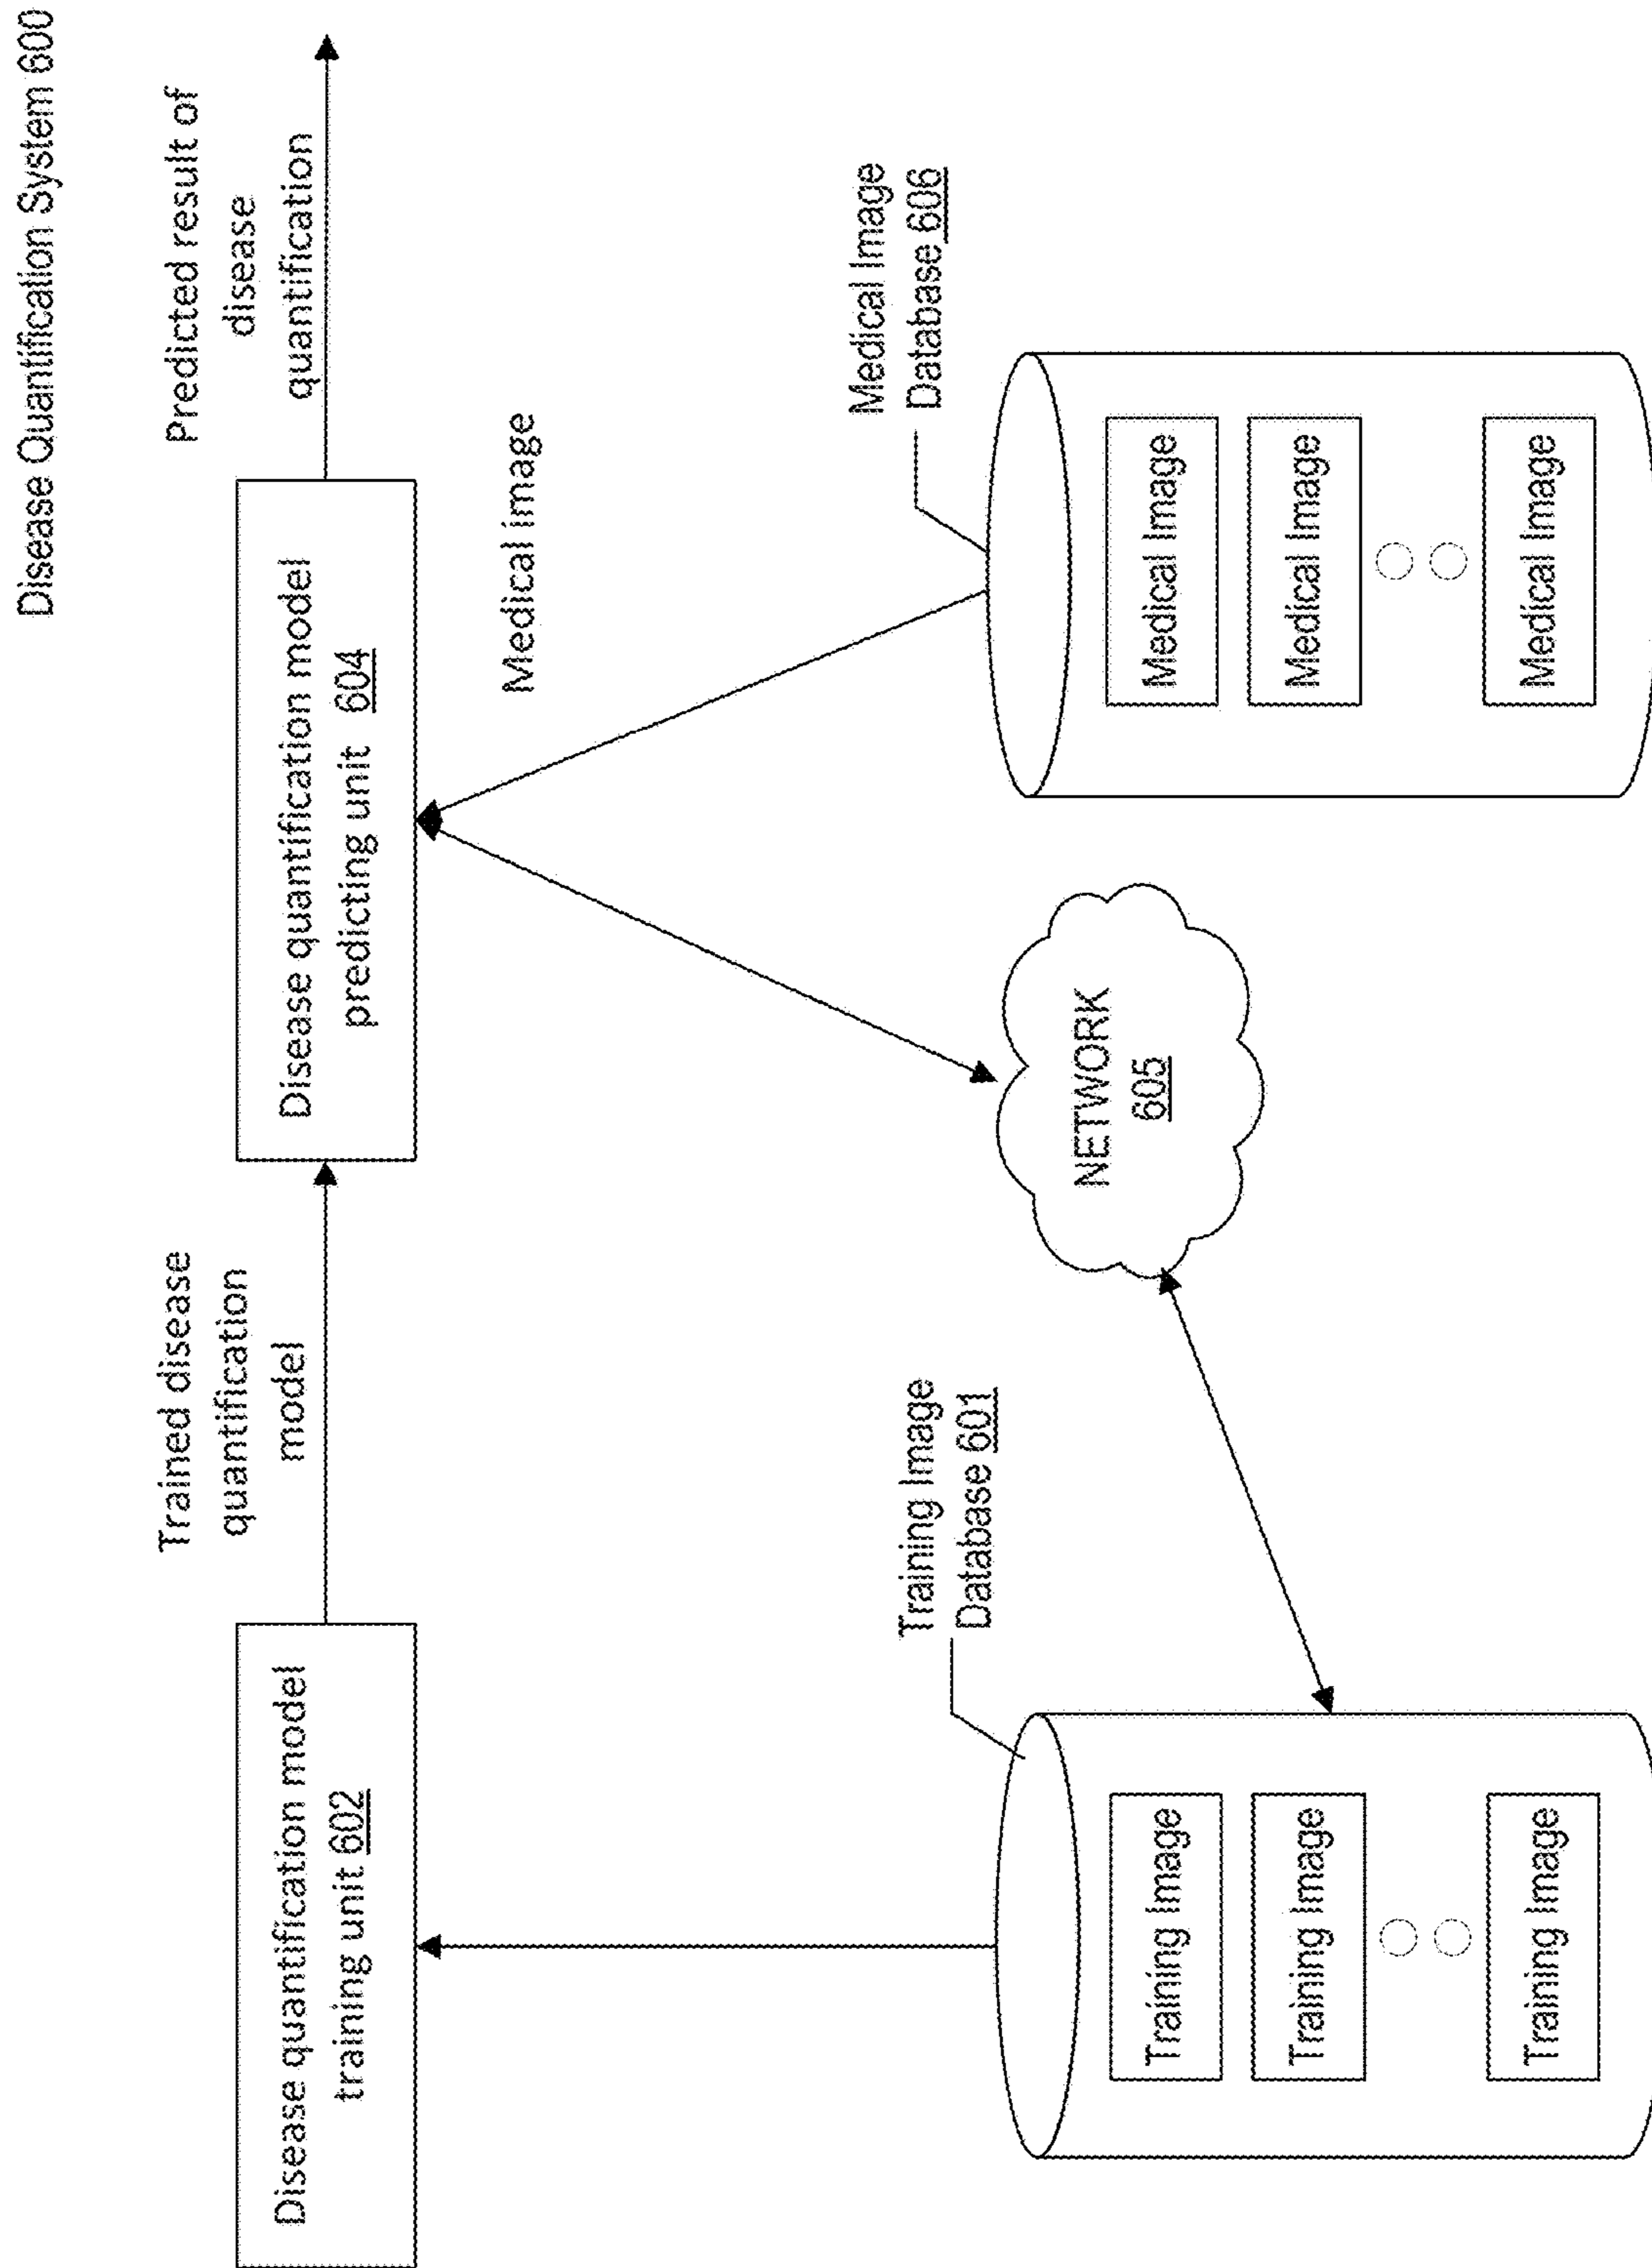 Disease Quantification System 600
Disease quantification model
training unit 602
Trained disease
quantification
model
Disease quantification model
predicting unit 604
Predicted result of
disease
quantification
Medical image
Training Image
Database 601
Training Image
Training Image
Training Image
NETWORK
605
Medical Image
Database 606
Medical Image
Medical Image
Medical Image